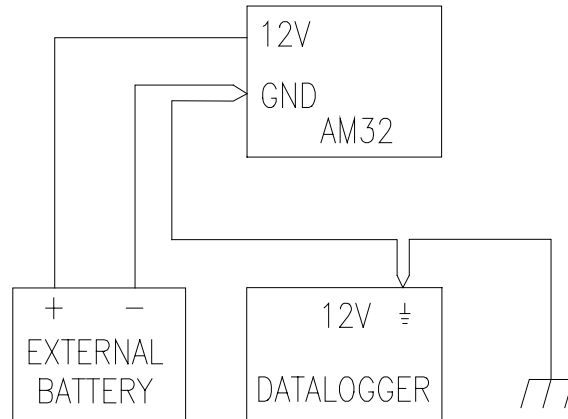 12V
GND
AM32
+ −
EXTERNAL
BATTERY
12V ⏚
DATALOGGER